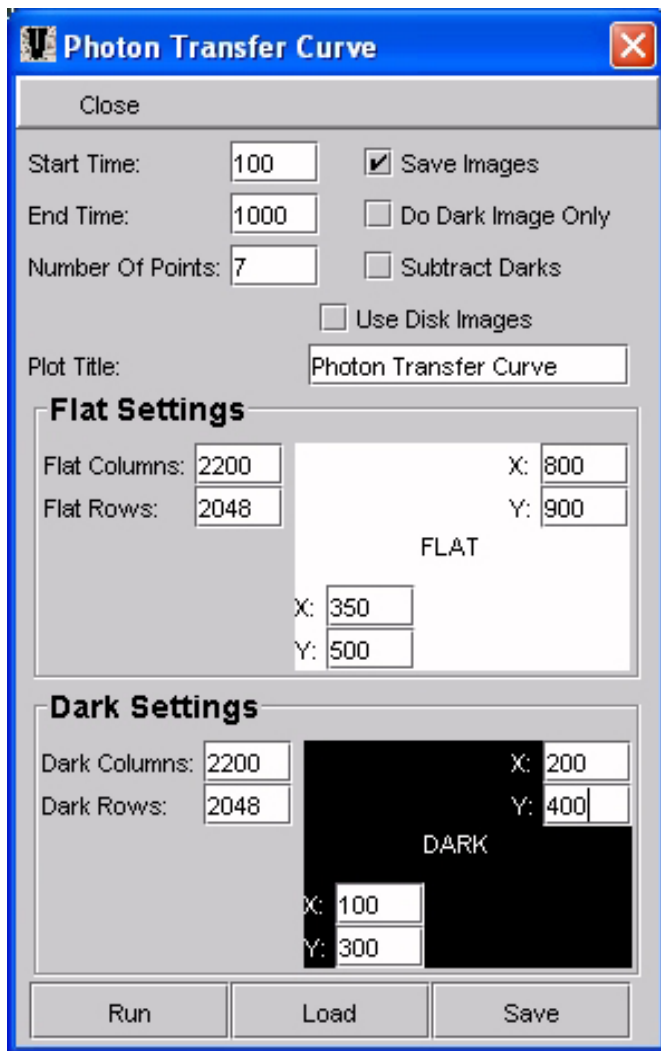 Photon Transfer Curve
Close
Start Time: 100 Save Images
End Time: 1000 Do Dark Image Only
Number Of Points: 7 Subtract Darks
Use Disk Images
Plot Title: Photon Transfer Curve
Flat Settings
Flat Columns: 2200 X: 800
Flat Rows: 2048 Y: 900
FLAT
X: 350
Y: 500
Dark Settings
Dark Columns: 2200 X: 200
Dark Rows: 2048 Y: 400
DARK
X: 100
Y: 300
Run Load Save